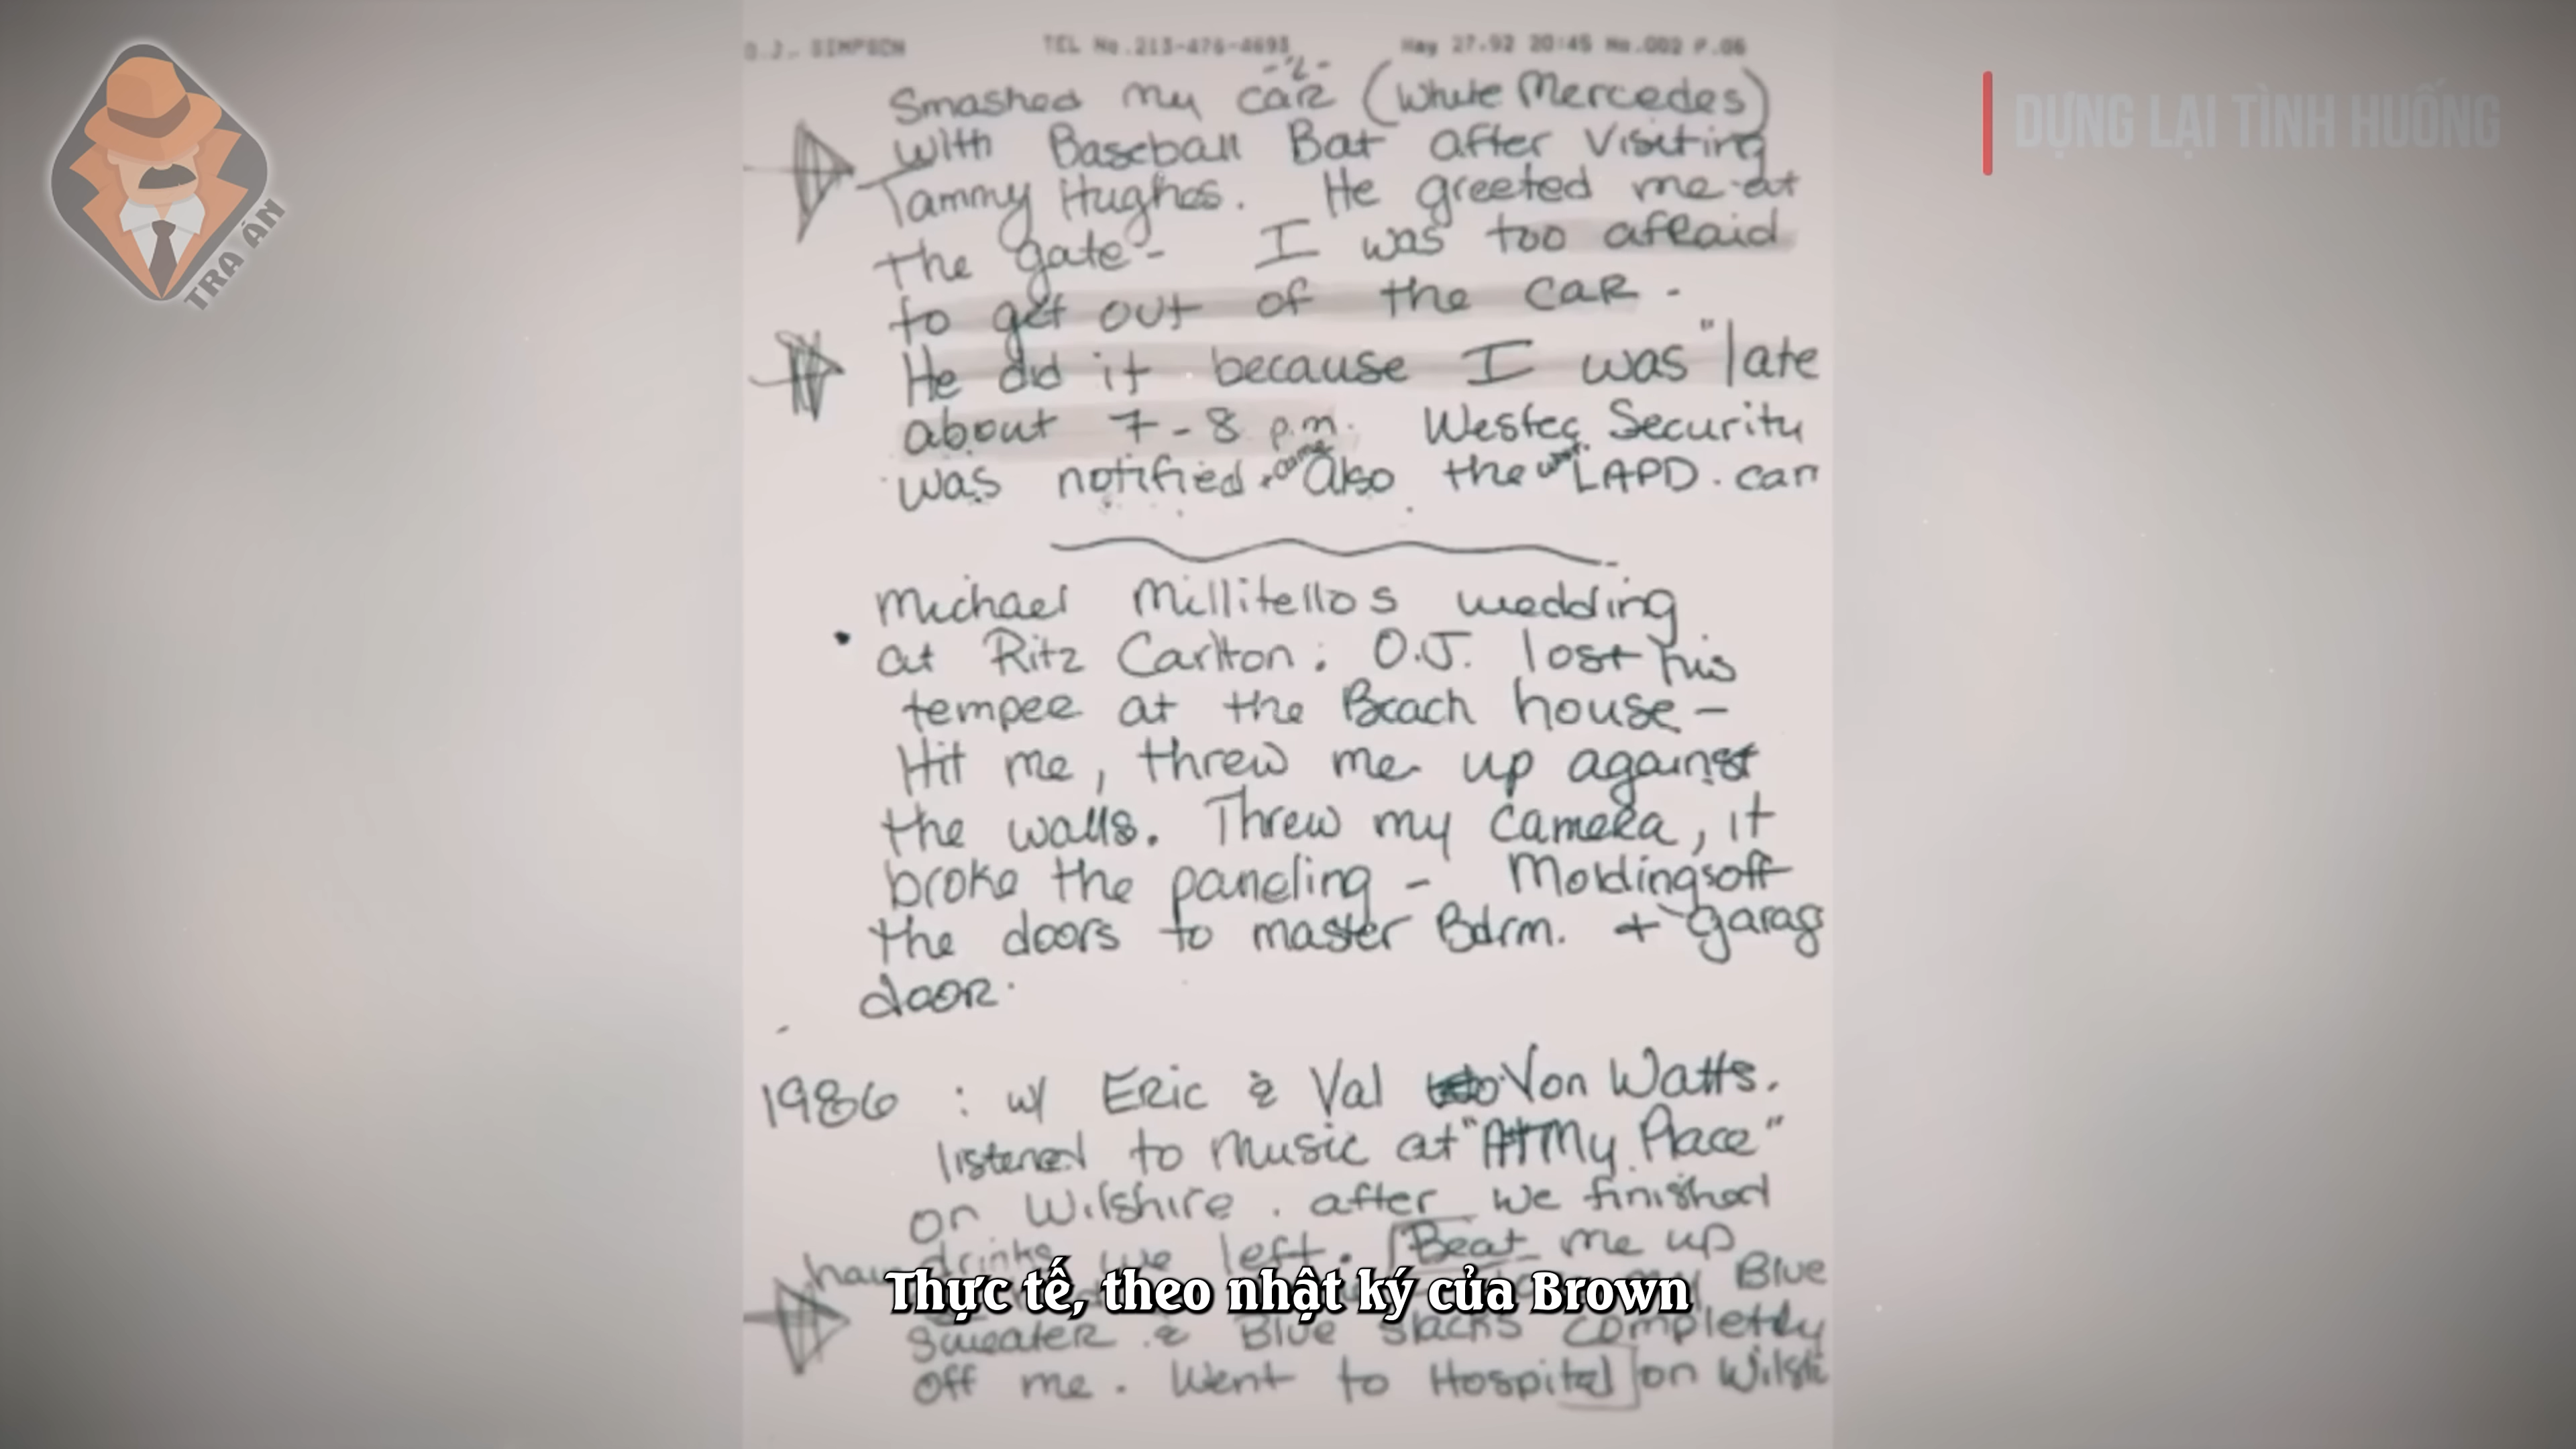 O.J. SIMPSON TEL No.213-476-4693 May 27.92 20:45 No.002 P.06
-2-
Smashed my car (White Mercedes)
with Baseball Bat after visiting
Tammy Hughes. He greeted me at
the gate - I was too afraid
to get out of the car -
He did it because I was "late
about 7-8 p.m. Westec Security
was notified. came Also the LAPD. cam
Michael Millitellos wedding
at Ritz Carlton: O.J. lost his
temper at the Beach house -
Hit me, threw me up against
the walls. Threw my camera, it
broke the paneling - Moldings off
the doors to master Bdrm. + garag
door.
1986 : w/ Eric & Val Von Watts.
listened to music at "At My Place"
on Wilshire. after we finished
drinks we left. Beat me up
Blue
sweater & Blue slacks completely
off me. Went to Hospital on Wilsh
TRA ÁN
DỰNG LẠI TÌNH HUỐNG
Thực tế, theo nhật ký của Brown